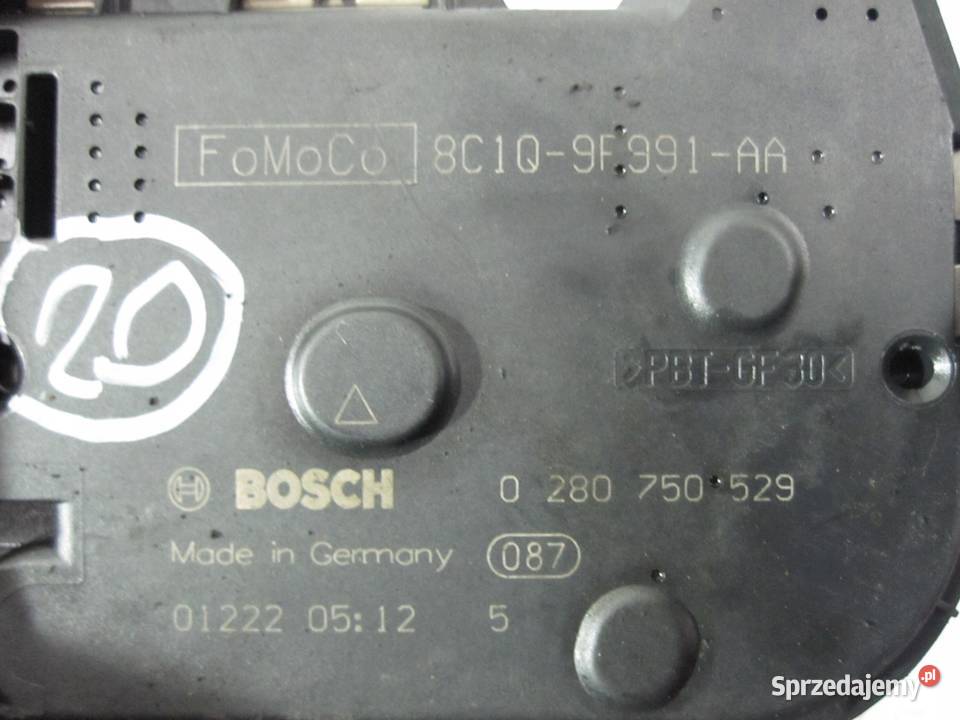 FoMoCo 8C1Q-9F991-AA
20
>PBT-GF30<
BOSCH 0 280 750 529
Made in Germany 087
01222 05:12 5
Sprzedajemy.pl